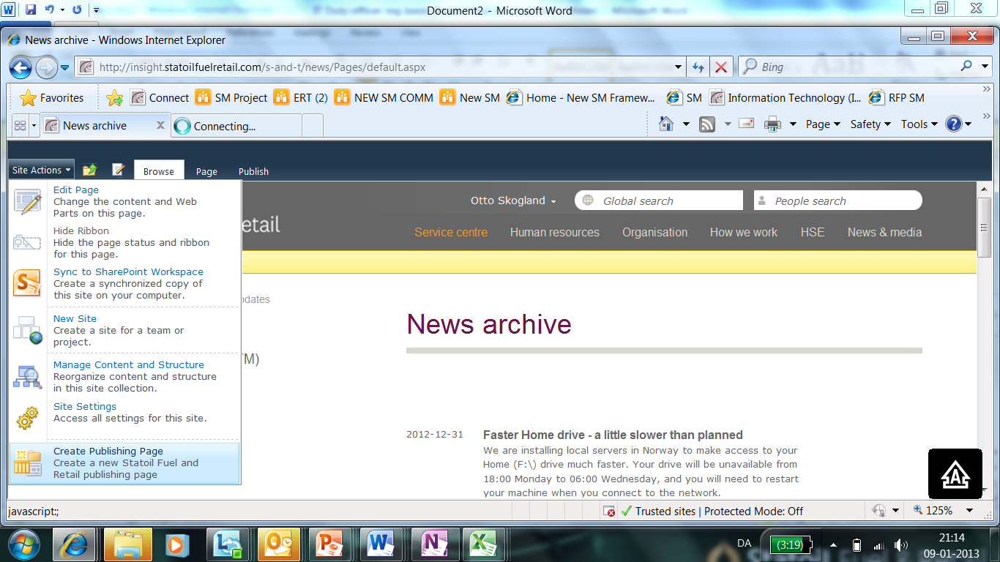 Document2 - Microsoft Word
News archive - Windows Internet Explorer
http://insight.statoilfuelretail.com/s-and-t/news/Pages/default.aspx
Bing
Favorites
Connect
SM Project
ERT (2)
NEW SM COMM
New SM
Home - New SM Framew...
SM
Information Technology (I...
RFP SM
News archive
Connecting...
Page
Safety
Tools
Site Actions
Browse
Page
Publish
Edit Page
Change the content and Web
Parts on this page.
Hide Ribbon
Hide the page status and ribbon
for this page.
Sync to SharePoint Workspace
Create a synchronized copy of
this site on your computer.
New Site
Create a site for a team or
project.
Manage Content and Structure
Reorganize content and structure
in this site collection.
Site Settings
Access all settings for this site.
Create Publishing Page
Create a new Statoil Fuel and
Retail publishing page
Otto Skogland
Global search
People search
etail
Service centre
Human resources
Organisation
How we work
HSE
News & media
pdates
News archive
M)
2012-12-31
Faster Home drive - a little slower than planned
We are installing local servers in Norway to make access to your
Home (F:\) drive much faster. Your drive will be unavailable from
18:00 Monday to 06:00 Wednesday, and you will need to restart
your machine when you connect to the network.
A
javascript:;
Trusted sites | Protected Mode: Off
125%
DA
(3:19)
21:14
09-01-2013